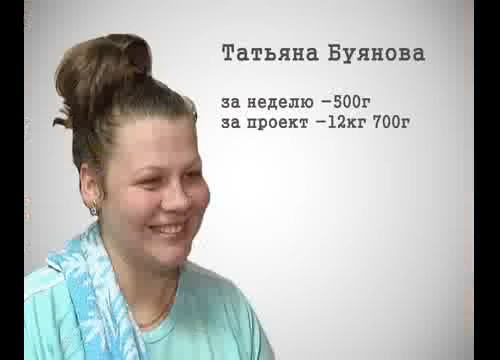 Татьяна Буянова
за неделю -500г
за проект -12кг 700г